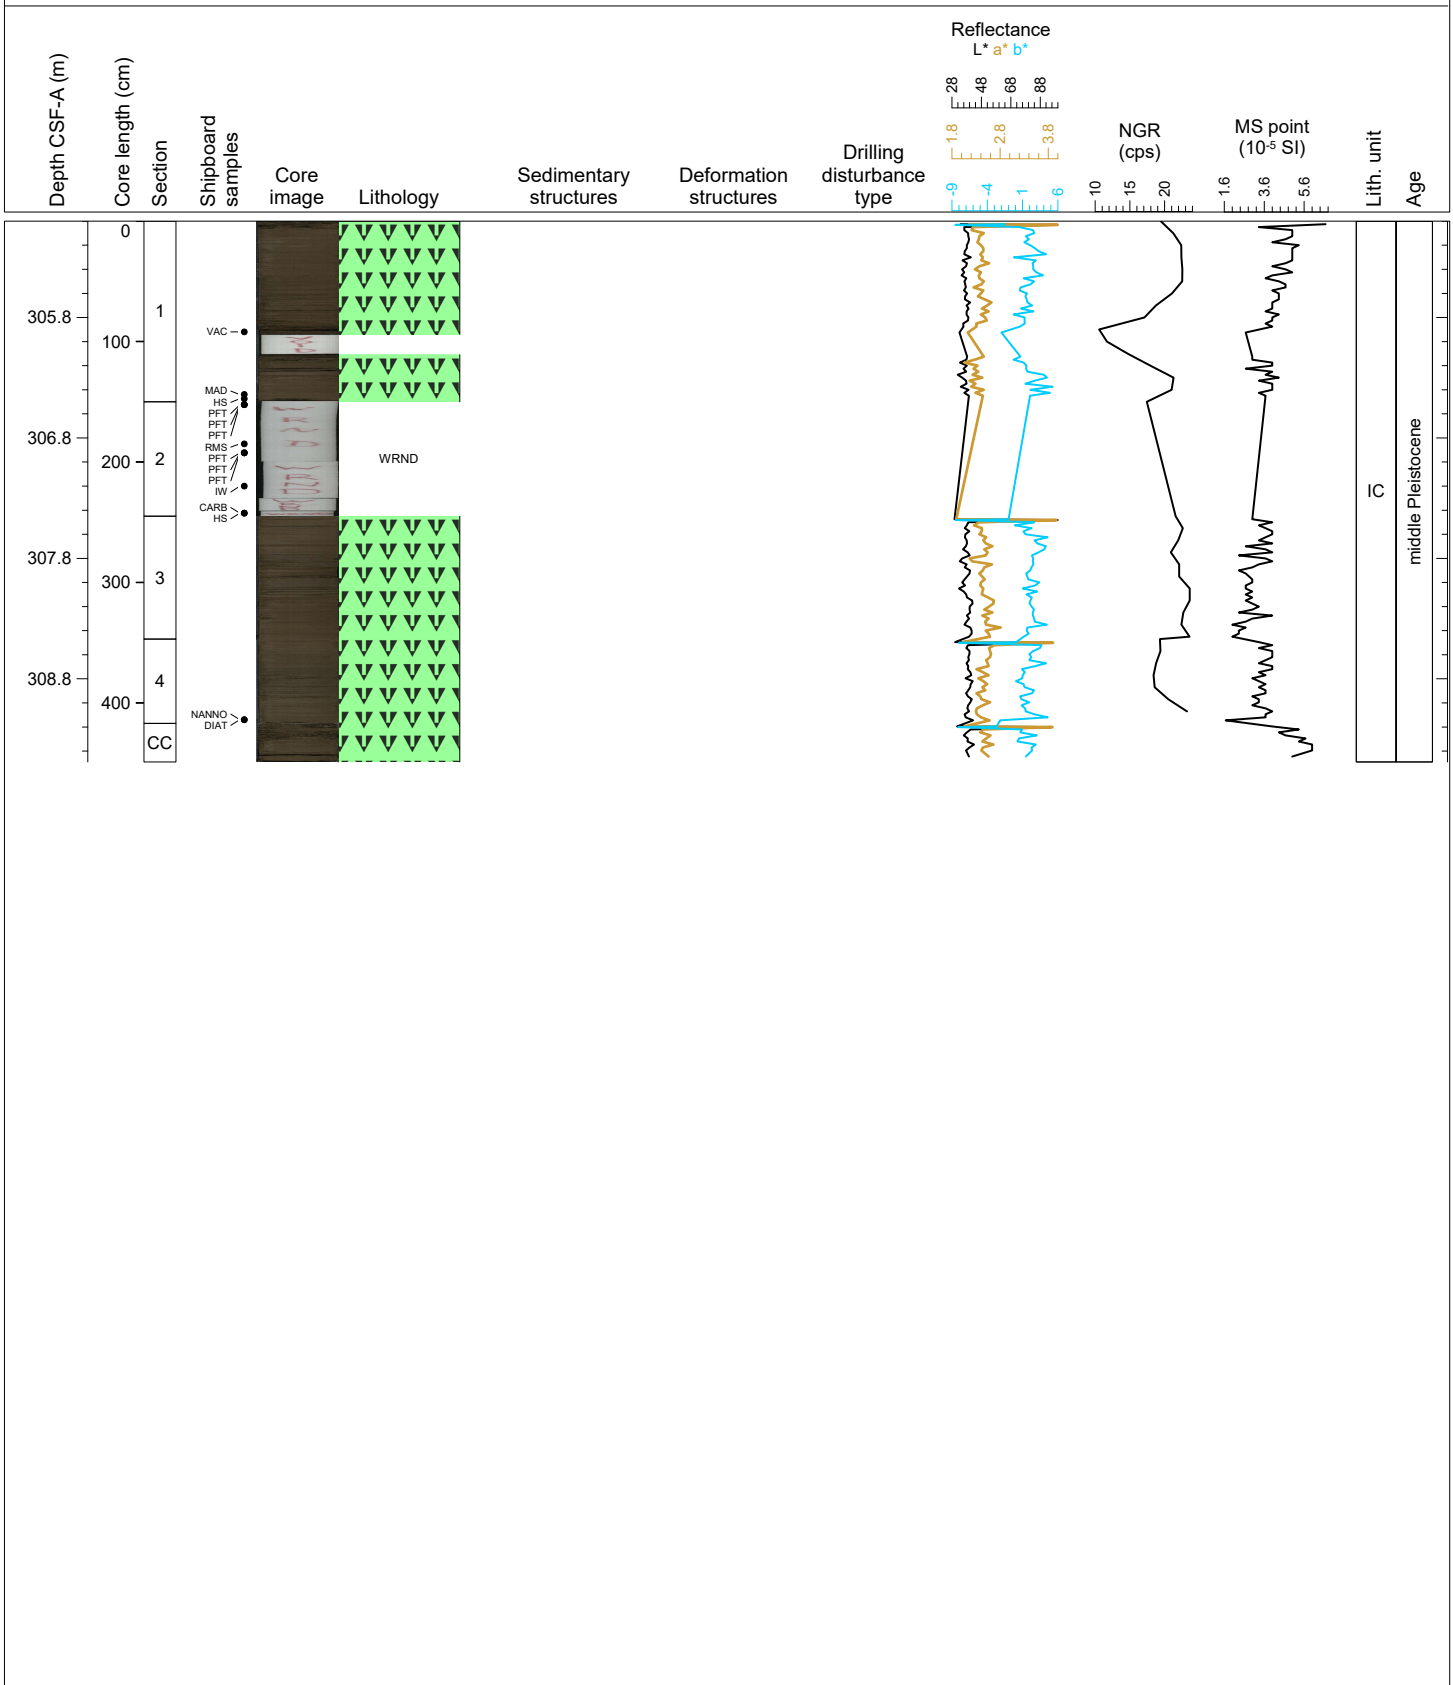 Depth CSF-A (m)
Core length (cm)
Section
Shipboard
samples
Core
image
Lithology
Sedimentary
structures
Deformation
structures
Drilling
disturbance
type
Reflectance
L* a* b*
28 48 68 88
1.8 2.8 3.8
-9 -4 1 6
NGR
(cps)
10 15 20
MS point
(10⁻⁵ SI)
1.6 3.6 5.6
Lith. unit
Age
0
305.8
1
VAC
100
MAD
HS
PFT
PFT
PFT
306.8
RMS
200
2
PFT
PFT
PFT
WRND
IW
CARB
HS
IC
middle Pleistocene
307.8
300
3
308.8
4
400
NANNO
DIAT
CC